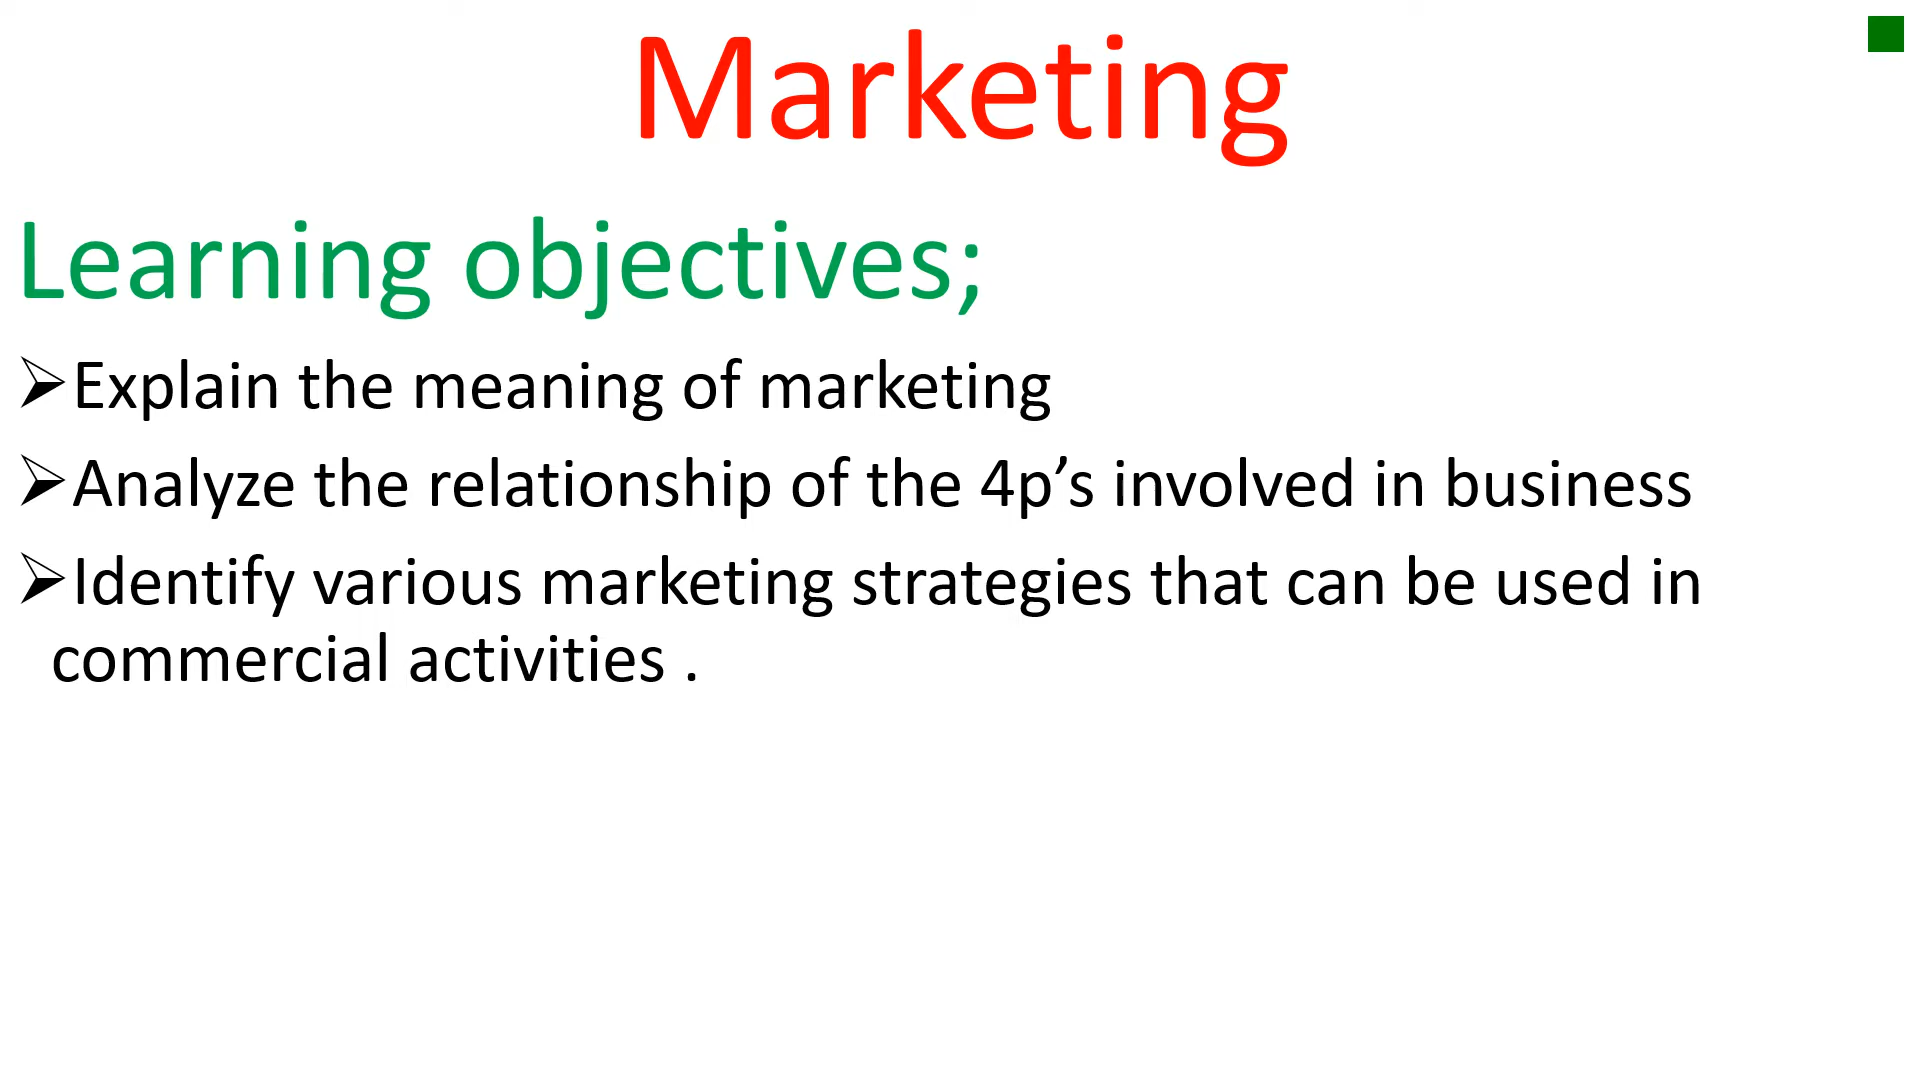 Marketing
Learning objectives;
➢Explain the meaning of marketing
➢Analyze the relationship of the 4p’s involved in business
➢Identify various marketing strategies that can be used in
commercial activities .